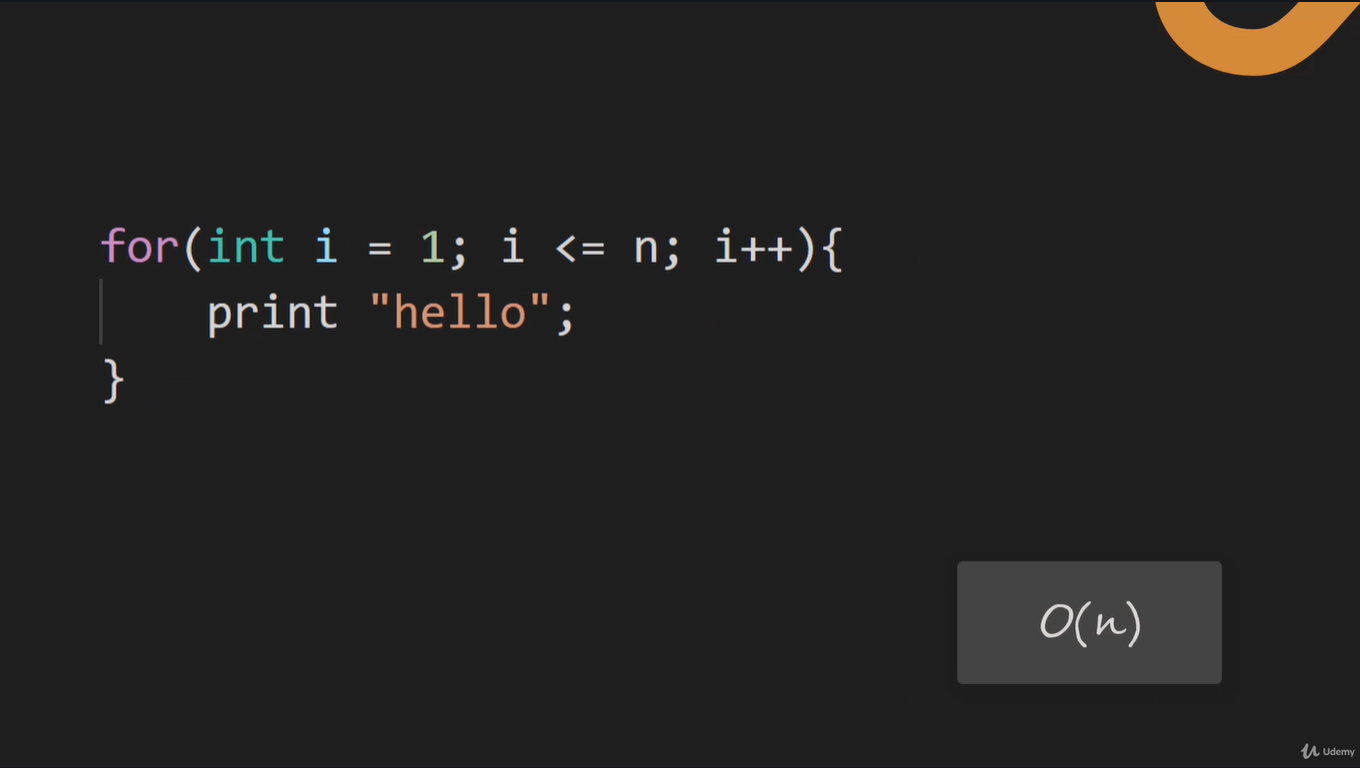 for(int i = 1; i <= n; i++){
    print "hello";
}
O(n)
Udemy